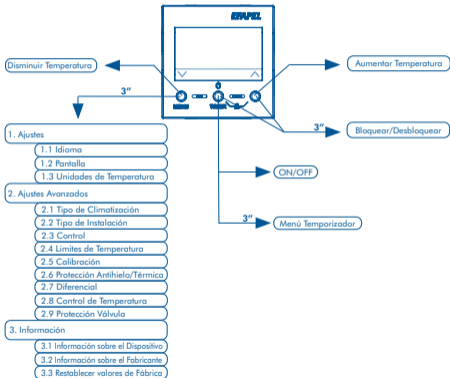 EFAPEL
Disminuir Temperatura
Aumentar Temperatura
3”
MENU
3”
Bloquear/Desbloquear
1. Ajustes
1.1 Idioma
1.2 Pantalla
1.3 Unidades de Temperatura
ON/OFF
2. Ajustes Avanzados
2.1 Tipo de Climatización
2.2 Tipo de Instalación
3”
Menú Temporizador
2.3 Control
2.4 Limites de Temperatura
2.5 Calibración
2.6 Protección Antihielo/Térmica
2.7 Diferencial
2.8 Control de Temperatura
2.9 Protección Válvula
3. Información
3.1 Información sobre el Dispositivo
3.2 Información sobre el Fabricante
3.3 Restablecer valores de Fábrica